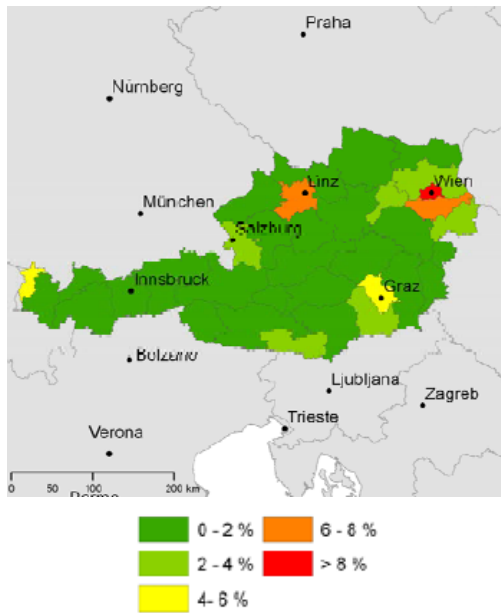 Praha
Nürnberg
Linz
Wien
München
Salzburg
Innsbruck
Graz
Bolzano
Ljubljana
Zagreb
Trieste
Verona
0 50 100 200 km
0 - 2 % 6 - 8 %
2 - 4 % > 8 %
4- 6 %